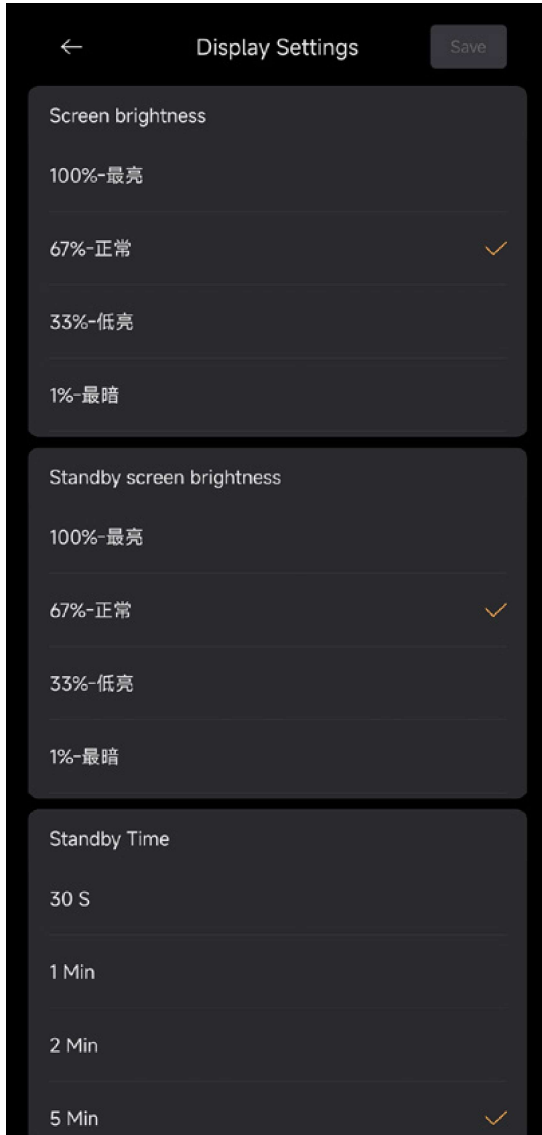 Display Settings
Save
Screen brightness
100%-最亮
67%-正常
33%-低亮
1%-最暗
Standby screen brightness
100%-最亮
67%-正常
33%-低亮
1%-最暗
Standby Time
30 S
1 Min
2 Min
5 Min